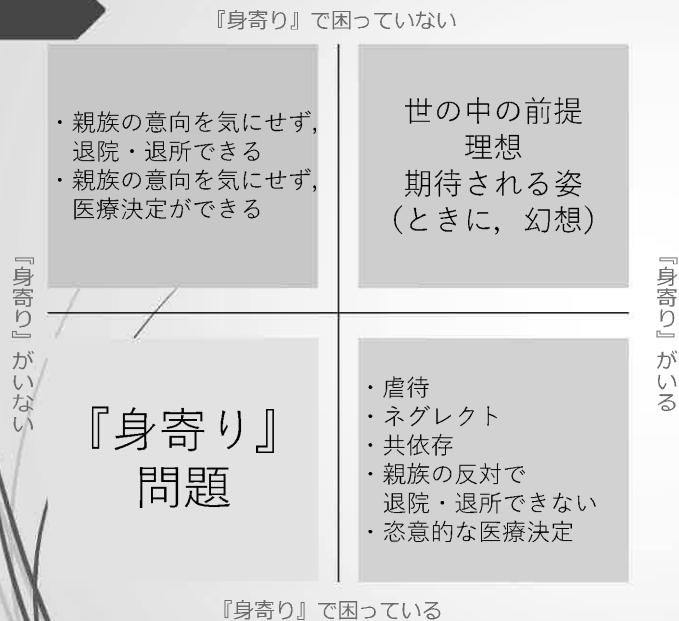 『身寄り』で困っていない
・親族の意向を気にせず,
退院・退所できる
・親族の意向を気にせず,
医療決定ができる
世の中の前提
理想
期待される姿
(ときに, 幻想)
『身寄り』がいない
『身寄り』がいる
『身寄り』
問題
・虐待
・ネグレクト
・共依存
・親族の反対で
退院・退所できない
・恣意的な医療決定
『身寄り』で困っている